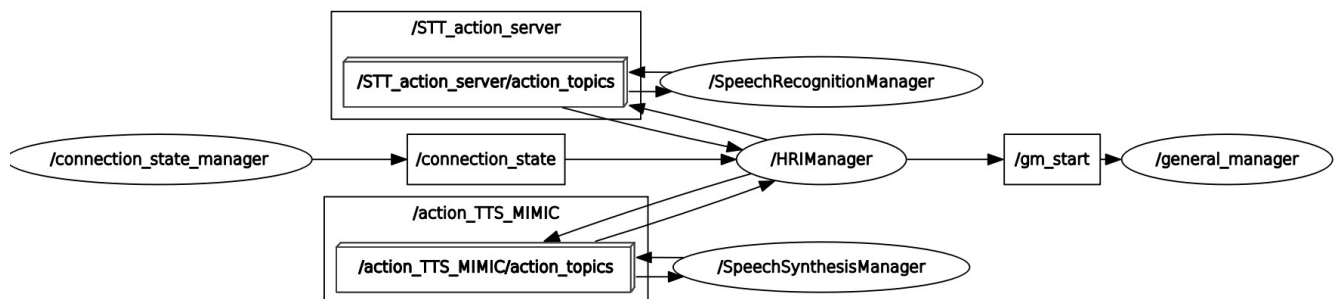 /STT_action_server
/STT_action_server/action_topics
/SpeechRecognitionManager
/connection_state_manager
/connection_state
/HRIManager
/gm_start
/general_manager
/action_TTS_MIMIC
/action_TTS_MIMIC/action_topics
/SpeechSynthesisManager